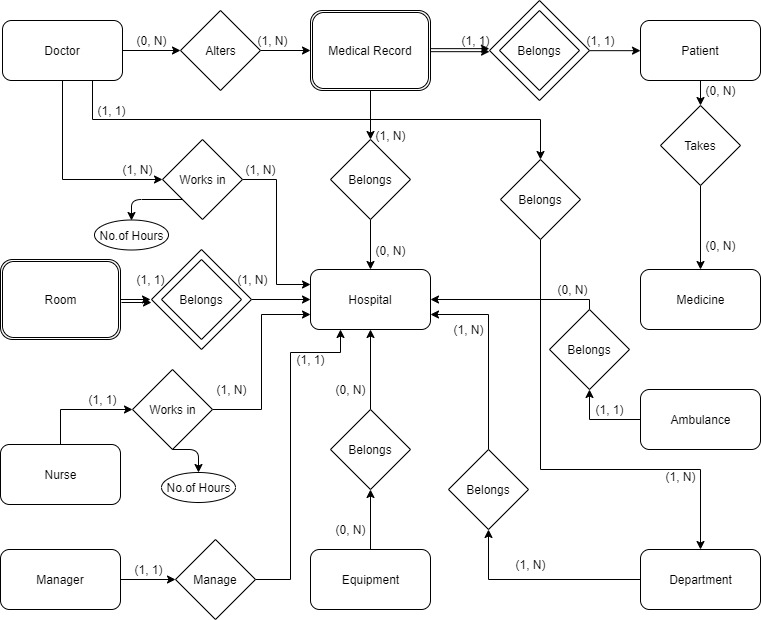 Doctor
(0, N)
Alters
(1, N)
Medical Record
(1, 1)
Belongs
(1, 1)
Patient
(0, N)
(1, 1)
(1, N)
Takes
(1, N)
Works in
(1, N)
Belongs
Belongs
No.of Hours
(0, N)
(0, N)
Room
(1, 1)
Belongs
(1, N)
Hospital
(0, N)
Medicine
(1, N)
(1, 1)
Belongs
(1, 1)
Works in
(1, N)
(0, N)
(1, 1)
Ambulance
Belongs
Nurse
No.of Hours
Belongs
(1, N)
(0, N)
Manager
(1, 1)
Manage
Equipment
(1, N)
Department